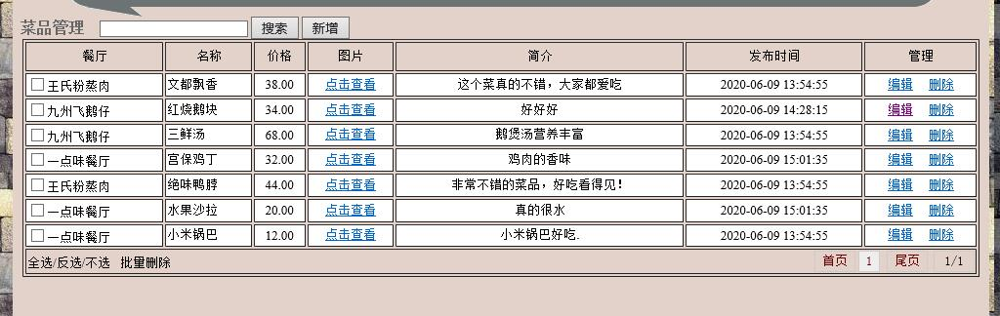 菜品管理 搜索 新增
餐厅 名称 价格 图片 简介 发布时间 管理
王氏粉蒸肉 文都飘香 38.00 点击查看 这个菜真的不错，大家都爱吃 2020-06-09 13:54:55 编辑 删除
九州飞鹅仔 红烧鹅块 34.00 点击查看 好好好 2020-06-09 14:28:15 编辑 删除
九州飞鹅仔 三鲜汤 68.00 点击查看 鹅煲汤营养丰富 2020-06-09 13:54:55 编辑 删除
一点味餐厅 宫保鸡丁 32.00 点击查看 鸡肉的香味 2020-06-09 15:01:35 编辑 删除
王氏粉蒸肉 绝味鸭脖 44.00 点击查看 非常不错的菜品，好吃看得见！ 2020-06-09 13:54:55 编辑 删除
一点味餐厅 水果沙拉 20.00 点击查看 真的很水 2020-06-09 15:01:35 编辑 删除
一点味餐厅 小米锅巴 12.00 点击查看 小米锅巴好吃. 2020-06-09 13:54:55 编辑 删除
全选/反选/不选 批量删除 首页 1 尾页 1/1